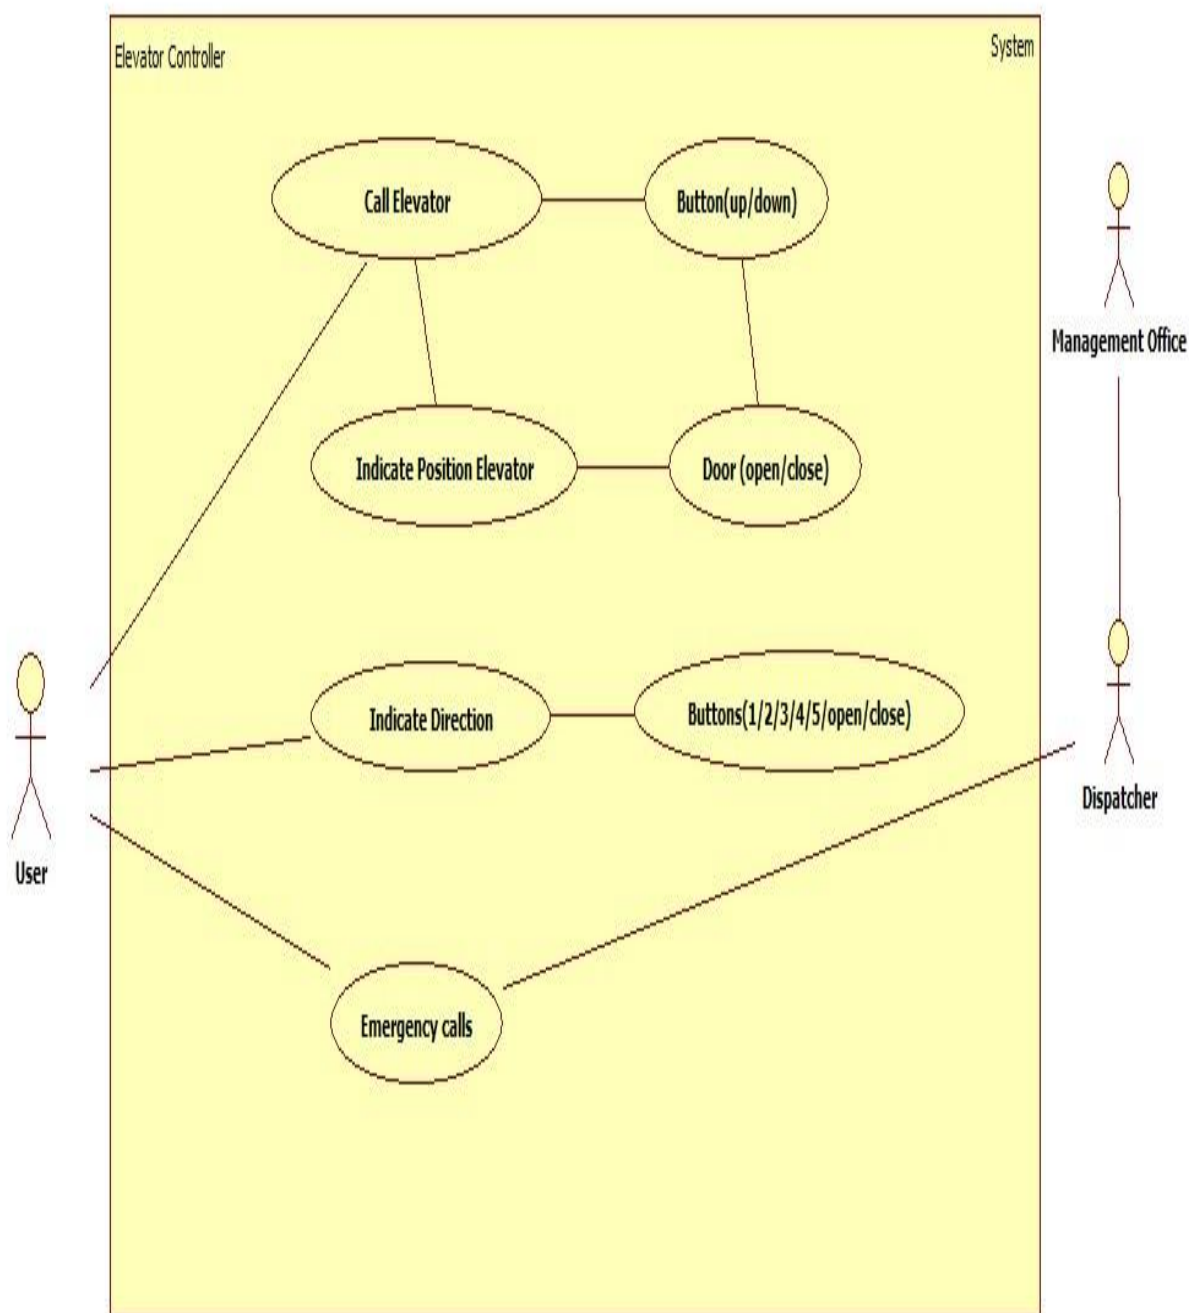 Elevator Controller
System
Call Elevator
Button(up/down)
Management Office
Indicate Position Elevator
Door (open/close)
Indicate Direction
Buttons(1/2/3/4/5/open/close)
Dispatcher
User
Emergency calls